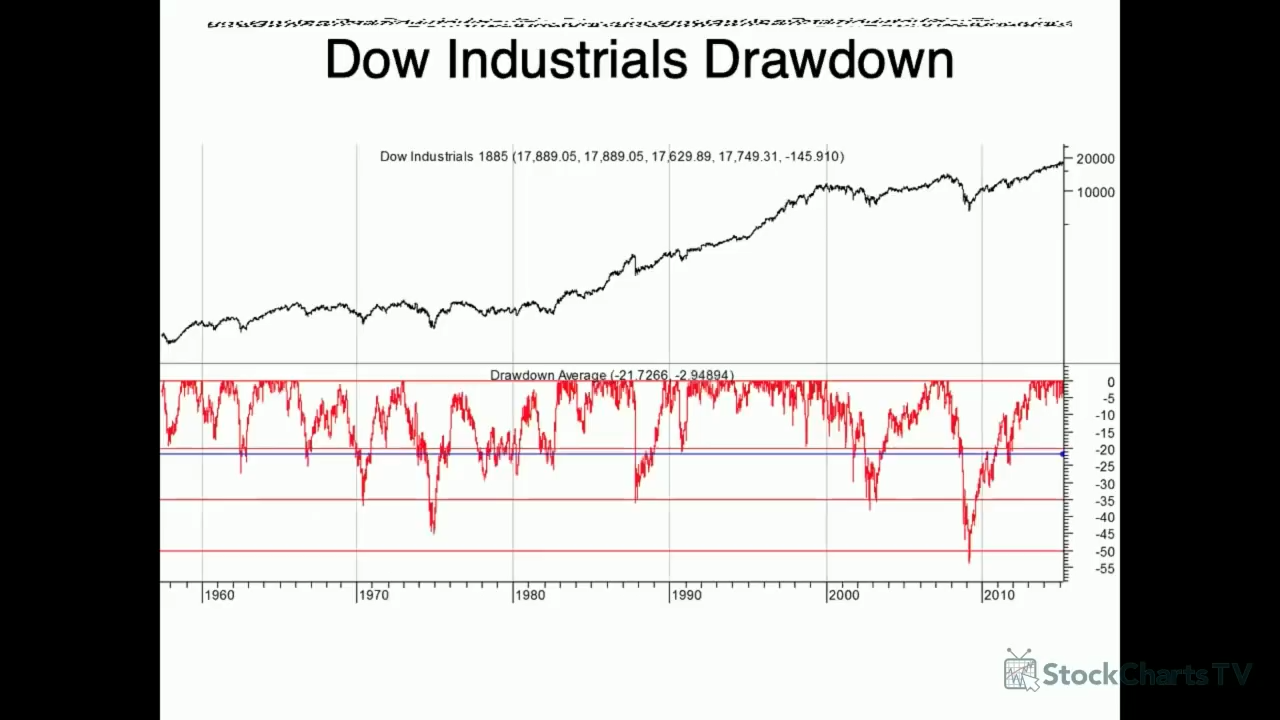 Dow Industrials Drawdown
Dow Industrials 1885 (17,889.05, 17,889.05, 17,629.89, 17,749.31, -145.910)
20000
10000
Drawdown Average (-21.7266, -2.94894)
0
-5
-10
-15
-20
-25
-30
-35
-40
-45
-50
-55
1960 1970 1980 1990 2000 2010
StockChartsTV